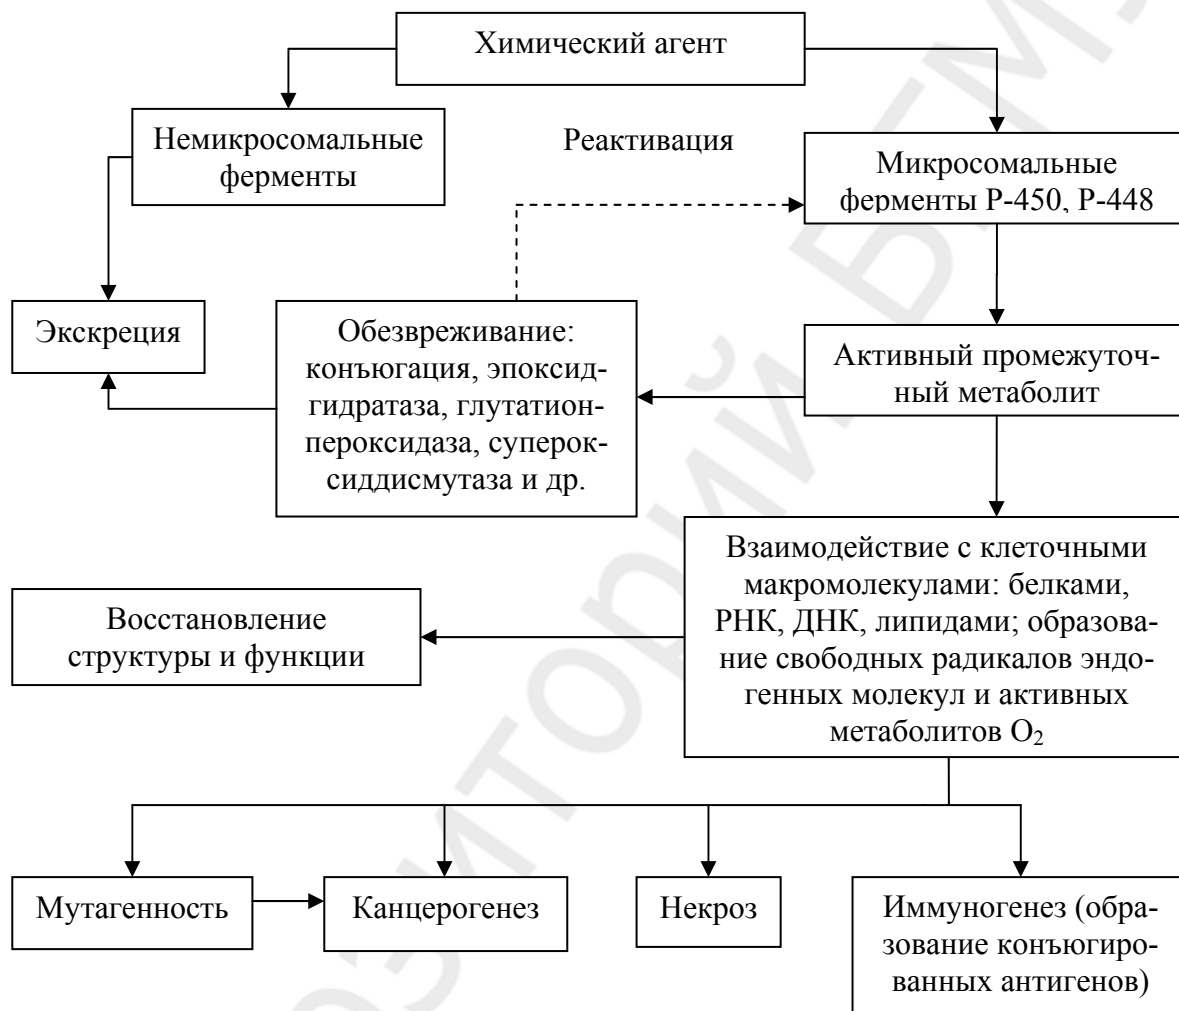 Химический агент
Немикросомальные
ферменты
Реактивация
Микросомальные
ферменты Р-450, Р-448
Экскреция
Обезвреживание:
конъюгация, эпоксид-
гидратаза, глутатион-
пероксидаза, суперок-
сиддисмутаза и др.
Активный промежуточ-
ный метаболит
Взаимодействие с клеточными
макромолекулами: белками,
РНК, ДНК, липидами; образова-
ние свободных радикалов эндо-
генных молекул и активных
метаболитов О₂
Восстановление
структуры и функции
Мутагенность
Канцерогенез
Некроз
Иммуногенез (обра-
зование конъюгиро-
ванных антигенов)